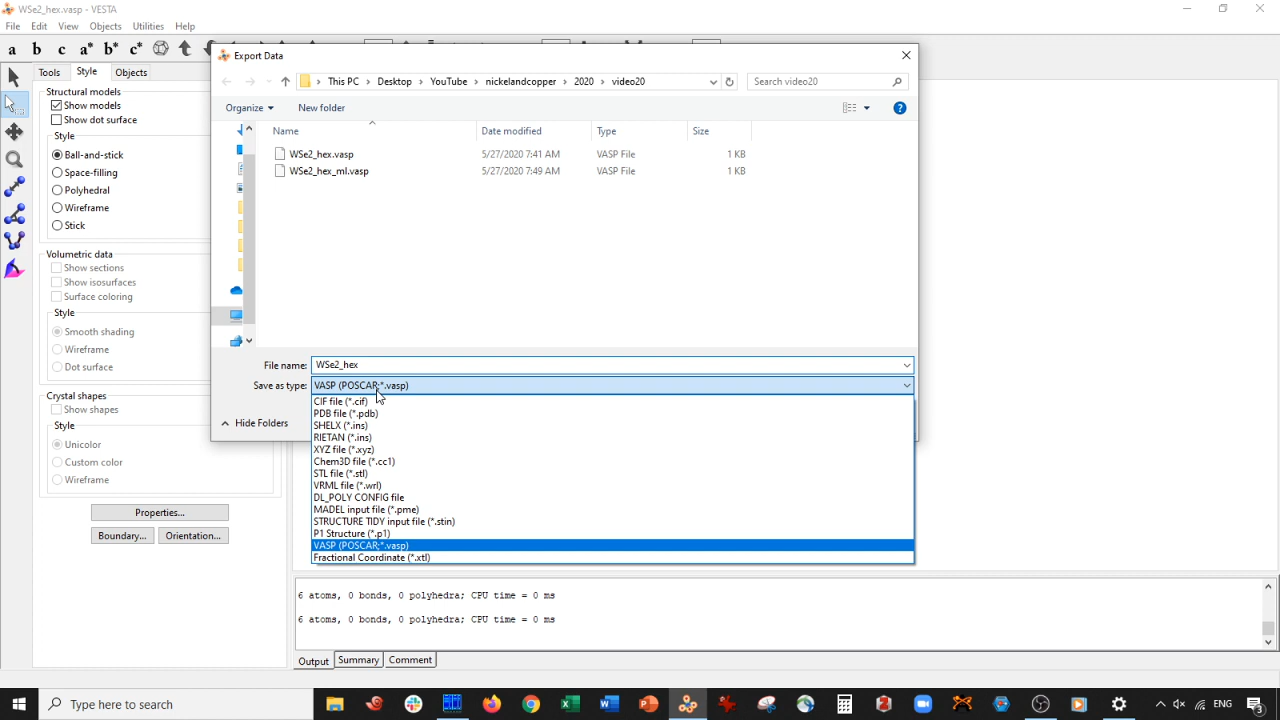 WSe2_hex.vasp - VESTA
File Edit View Objects Utilities Help
a b c a* b* c*
Tools Style Objects
Structural models
Show models
Show dot surface
Style
Ball-and-stick
Space-filling
Polyhedral
Wireframe
Stick
Volumetric data
Show sections
Show isosurfaces
Surface coloring
Style
Smooth shading
Wireframe
Dot surface
Crystal shapes
Show shapes
Style
Unicolor
Custom color
Wireframe
Properties...
Boundary... Orientation...
Export Data
This PC > Desktop > YouTube > nickelandcopper > 2020 > video20
Search video20
Organize New folder
Name Date modified Type Size
WSe2_hex.vasp 5/27/2020 7:41 AM VASP File 1 KB
WSe2_hex_ml.vasp 5/27/2020 7:49 AM VASP File 1 KB
File name: WSe2_hex
Save as type: VASP (POSCAR;*.vasp)
Hide Folders
CIF file (*.cif)
PDB file (*.pdb)
SHELX (*.ins)
RIETAN (*.ins)
XYZ file (*.xyz)
Chem3D file (*.cc1)
STL file (*.stl)
VRML file (*.wrl)
DL_POLY CONFIG file
MADEL input file (*.pme)
STRUCTURE TIDY input file (*.stin)
P1 Structure (*.p1)
VASP (POSCAR;*.vasp)
Fractional Coordinate (*.xtl)
6 atoms, 0 bonds, 0 polyhedra; CPU time = 0 ms
6 atoms, 0 bonds, 0 polyhedra; CPU time = 0 ms
Output Summary Comment
Type here to search
ENG
3